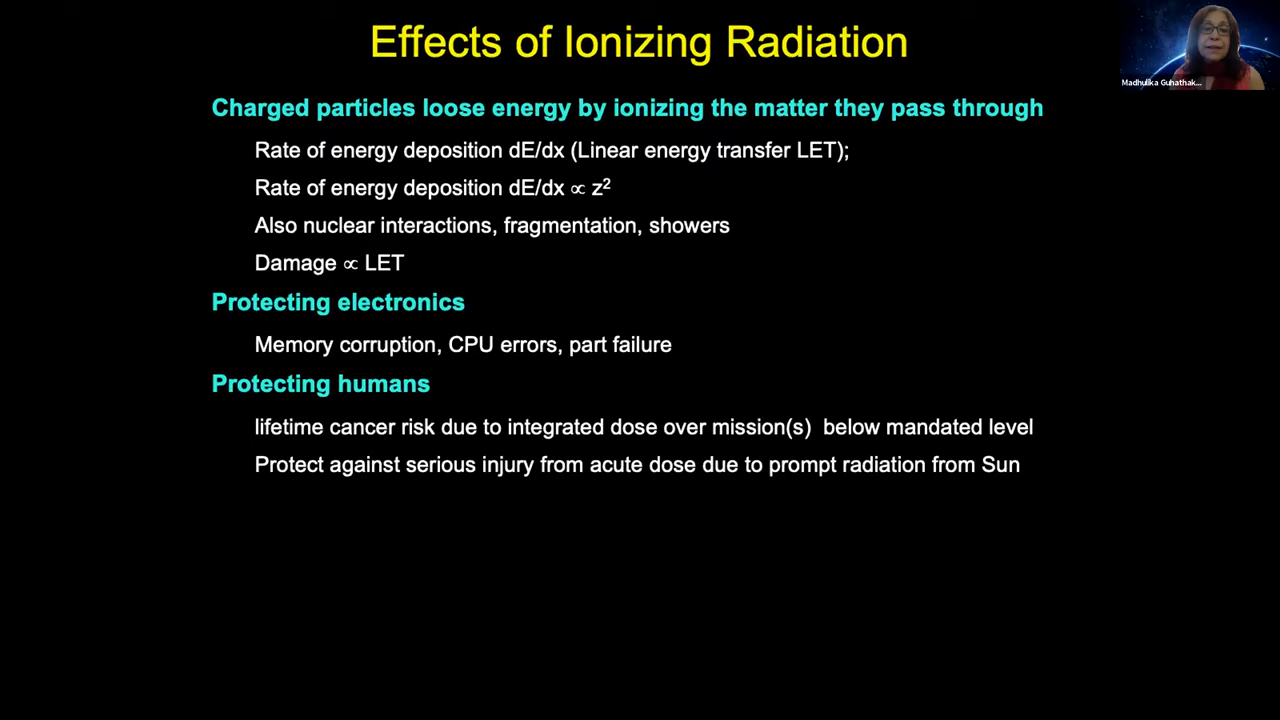 Effects of Ionizing Radiation
Madhulika Guhathak...
Charged particles loose energy by ionizing the matter they pass through
Rate of energy deposition dE/dx (Linear energy transfer LET);
Rate of energy deposition dE/dx ∝ z²
Also nuclear interactions, fragmentation, showers
Damage ∝ LET
Protecting electronics
Memory corruption, CPU errors, part failure
Protecting humans
lifetime cancer risk due to integrated dose over mission(s) below mandated level
Protect against serious injury from acute dose due to prompt radiation from Sun